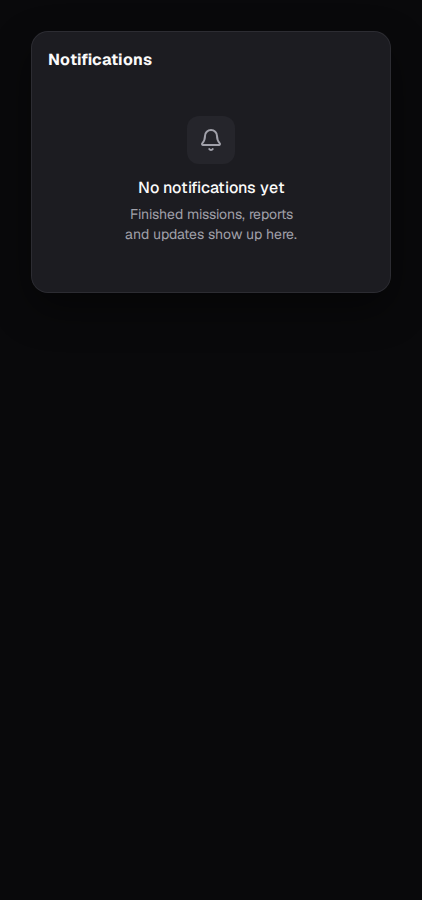 Notifications
No notifications yet
Finished missions, reports
and updates show up here.